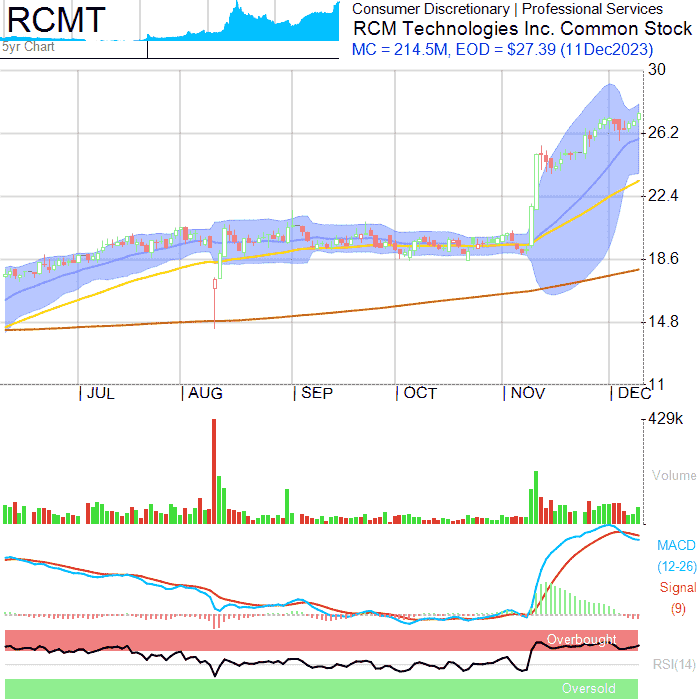 RCMT
5yr Chart
Consumer Discretionary | Professional Services
RCM Technologies Inc. Common Stock
MC = 214.5M, EOD = $27.39 (11Dec2023)
30
26.2
22.4
18.6
14.8
11
JUL
AUG
SEP
OCT
NOV
DEC
429k
Volume
MACD
(12-26)
Signal
(9)
Overbought
RSI(14)
Oversold